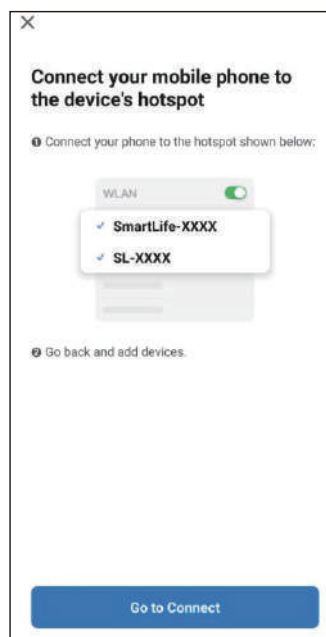 Connect your mobile phone to
the device's hotspot
❶ Connect your phone to the hotspot shown below:
WLAN
SmartLife-XXXX
SL-XXXX
❷ Go back and add devices.
Go to Connect